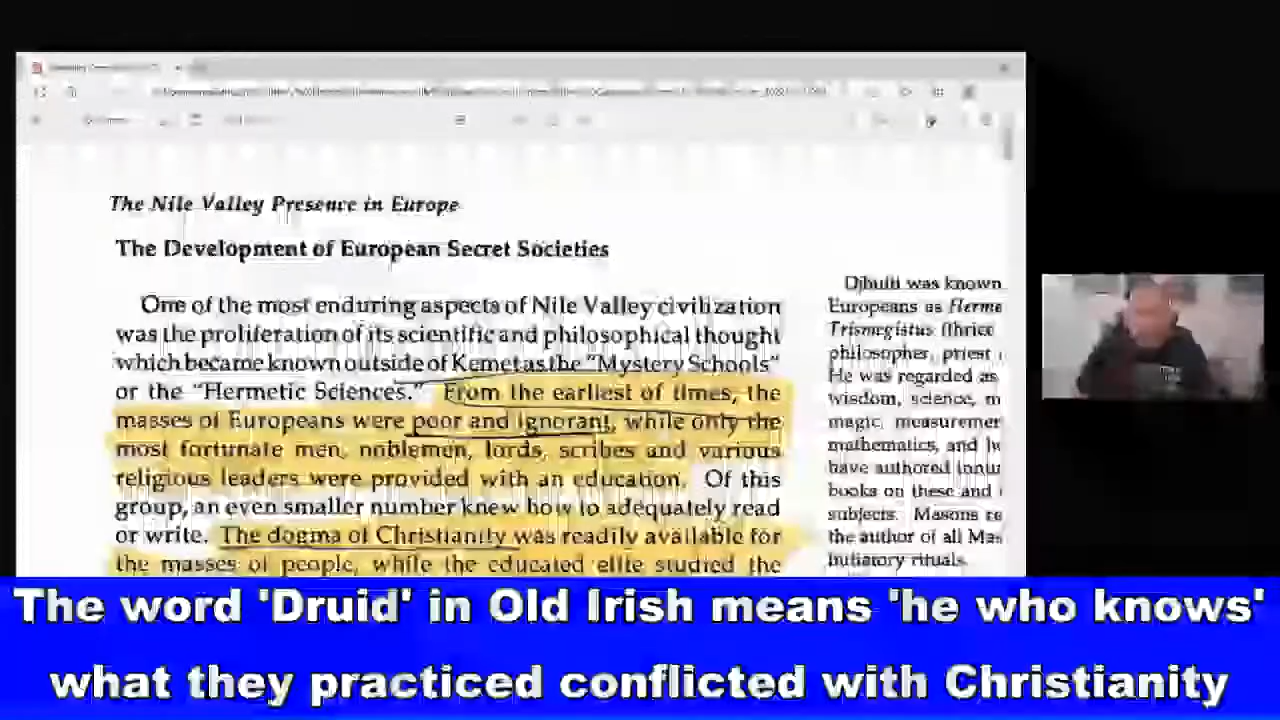 The Nile Valley Presence in Europe
The Development of European Secret Societies
One of the most enduring aspects of Nile Valley civilization
was the proliferation of its scientific and philosophical thought
which became known outside of Kemet as the "Mystery Schools"
or the "Hermetic Sciences." From the earliest of times, the
masses of Europeans were poor and ignorant, while only the
most fortunate men, noblemen, lords, scribes and various
religious leaders were provided with an education. Of this
group, an even smaller number knew how to adequately read
or write. The dogma of Christianity was readily available for
the masses of people, while the educated elite studied the
was known
Europeans as Herme
Trismegistus (thrice
philosopher, priest
He was regarded as
wisdom, science, m
magic, measuremen
mathematics, and
have authored innu
books on these and
subjects. Masons re
the author of all Mas
initiatory rituals.
The word 'Druid' in Old Irish means 'he who knows'
what they practiced conflicted with Christianity